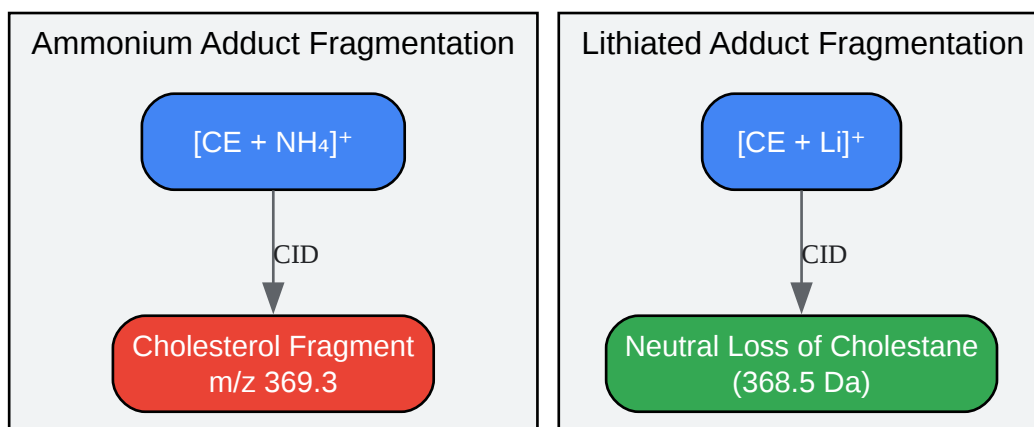 Ammonium Adduct Fragmentation
[CE + NH₄]⁺
CID
Cholesterol Fragment
m/z 369.3
Lithiated Adduct Fragmentation
[CE + Li]⁺
CID
Neutral Loss of Cholestane
(368.5 Da)